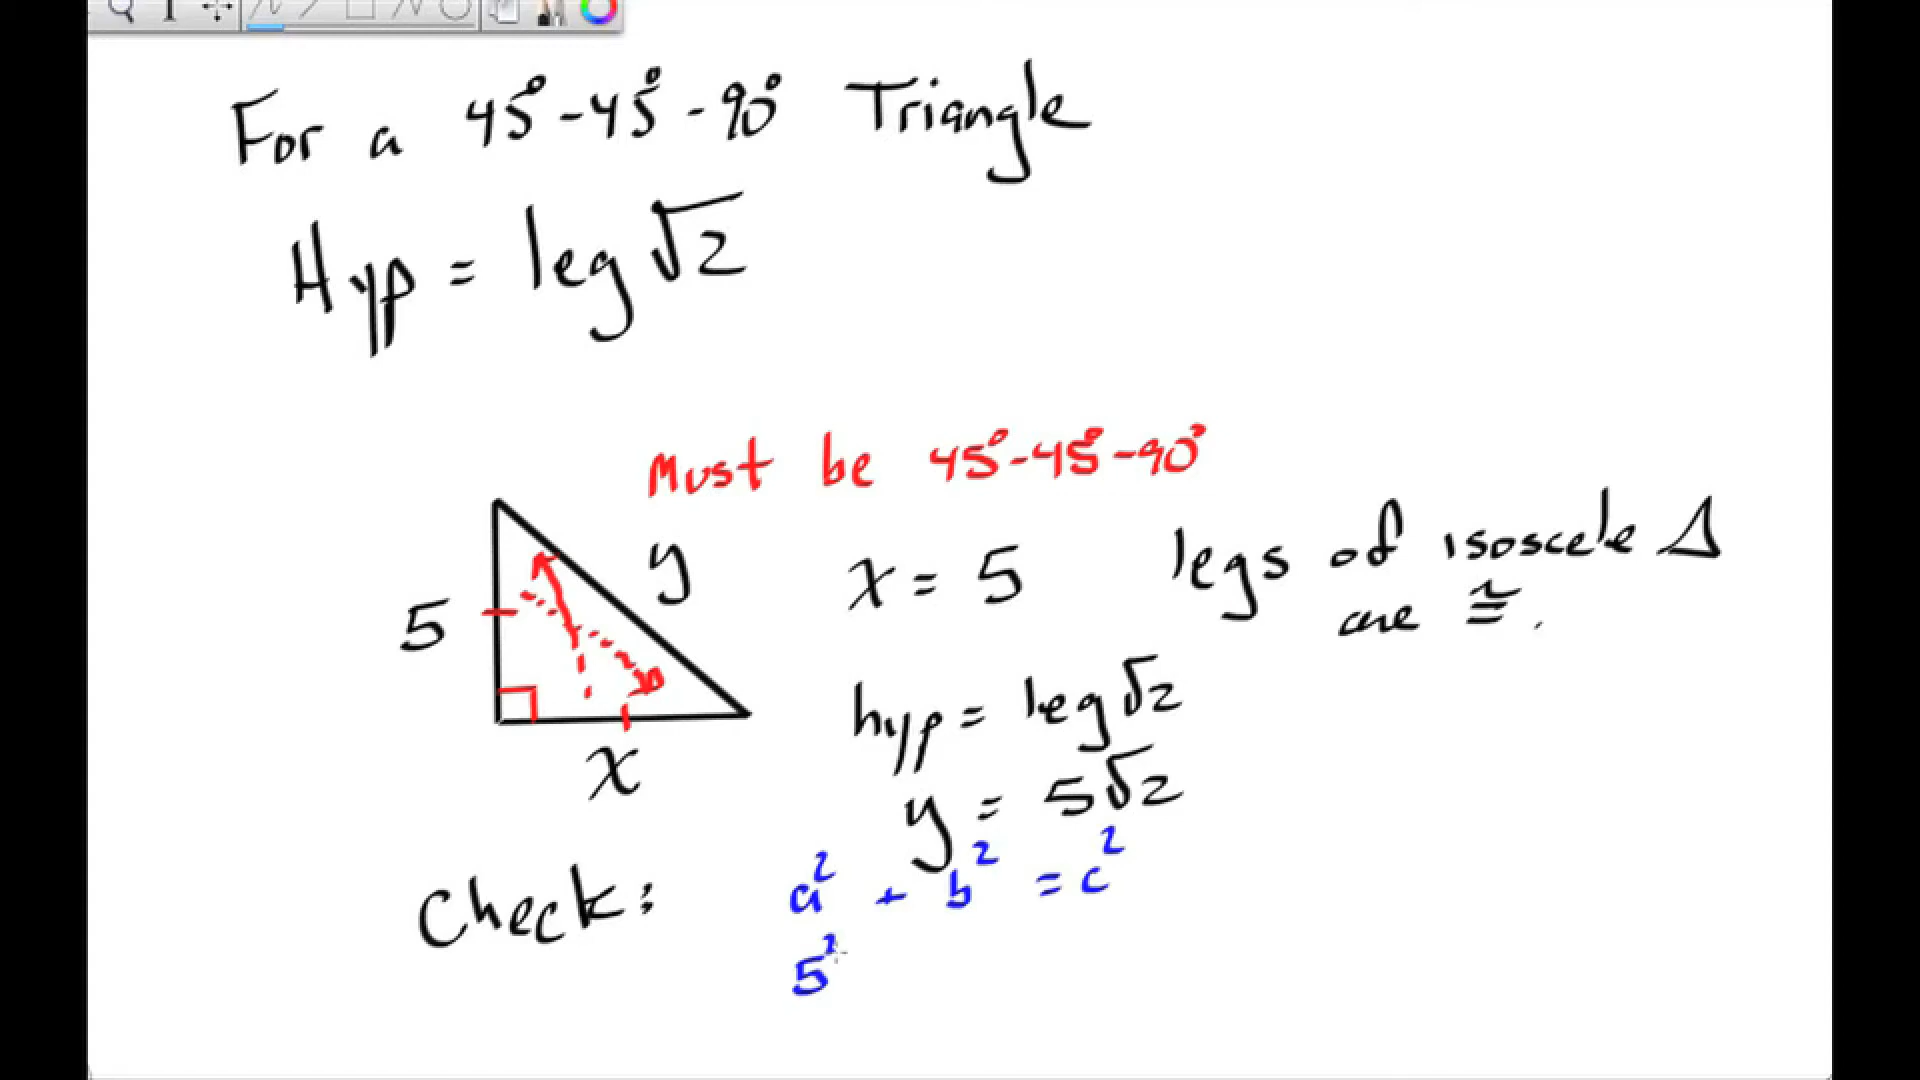 For a 45°-45°-90° Triangle
Hyp = leg √2
Must be 45°-45°-90°
5
y
x
x = 5
legs of isoscele Δ
are ≅.
hyp = leg √2
y = 5√2
Check: a² + b² = c²
5²